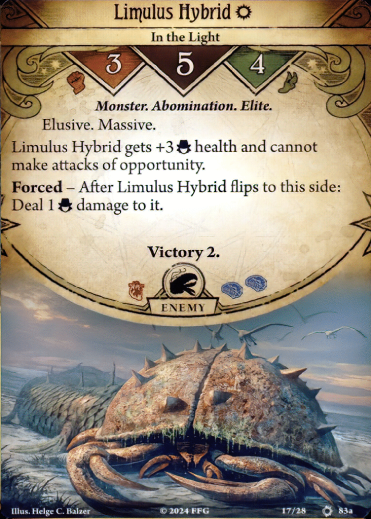 Limulus Hybrid
In the Light
3 5 4
Monster. Abomination. Elite.
Elusive. Massive.
Limulus Hybrid gets +3 health and cannot
make attacks of opportunity.
Forced – After Limulus Hybrid flips to this side:
Deal 1 damage to it.
Victory 2.
ENEMY
Illus. Helge C. Balzer © 2024 FFG 17/28 83a